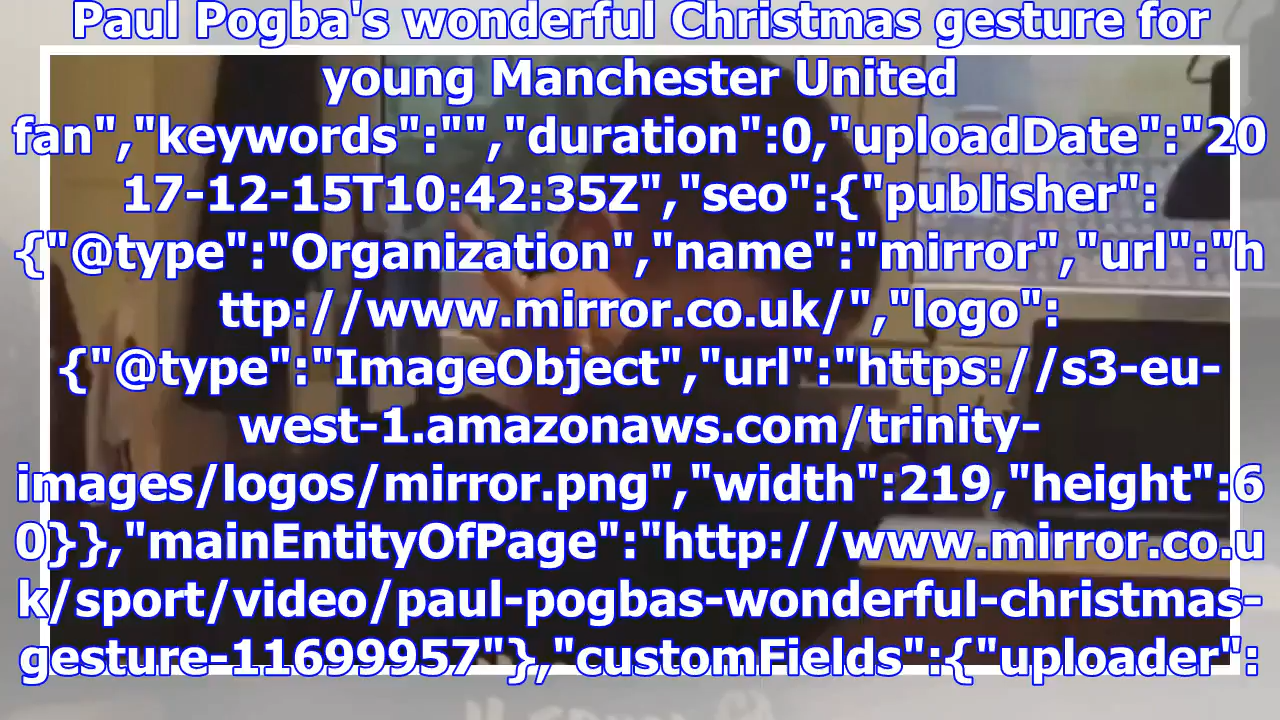 Paul Pogba's wonderful Christmas gesture for
young Manchester United
fan","keywords":"","duration":0,"uploadDate":"20
17-12-15T10:42:35Z","seo":{"publisher":
{"@type":"Organization","name":"mirror","url":"h
ttp://www.mirror.co.uk/","logo":
{"@type":"ImageObject","url":"https://s3-eu-
west-1.amazonaws.com/trinity-
images/logos/mirror.png","width":219,"height":6
0}},"mainEntityOfPage":"http://www.mirror.co.u
k/sport/video/paul-pogbas-wonderful-christmas-
gesture-11699957"},"customFields":{"uploader":